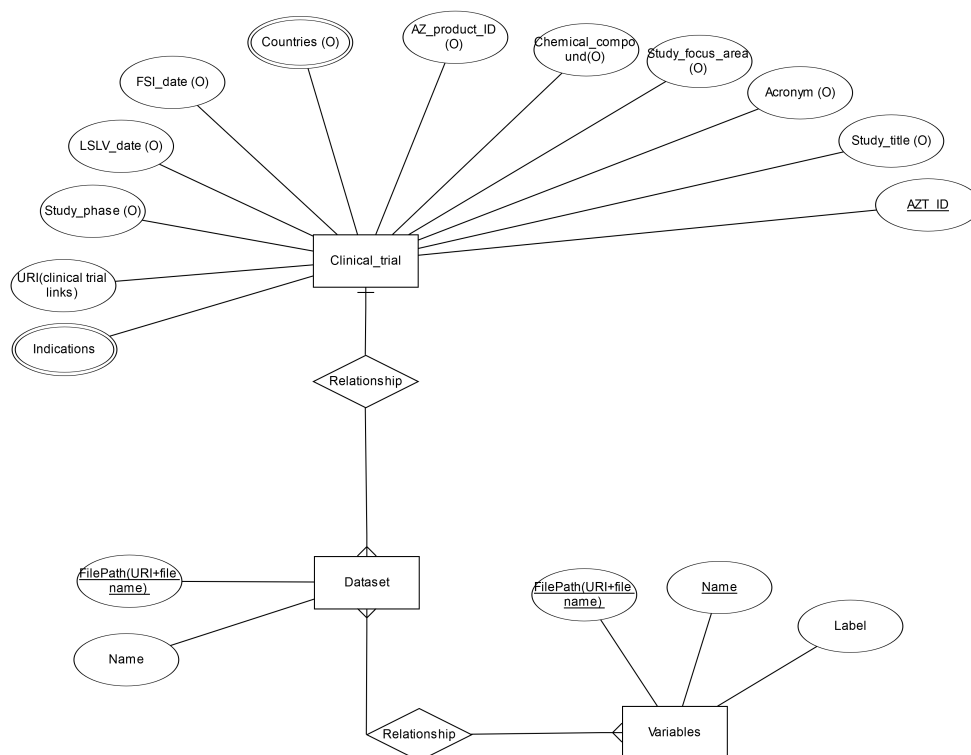 Countries (O)
AZ_product_ID
(O)
Chemical_compo
und(O)
Study_focus_area
(O)
FSI_date (O)
Acronym (O)
LSLV_date (O)
Study_title (O)
Study_phase (O)
AZT_ID
Clinical_trial
URI(clinical trial
links)
Indications
Relationship
FilePath(URI+file
name)
Dataset
FilePath(URI+file
name)
Name
Label
Name
Relationship
Variables